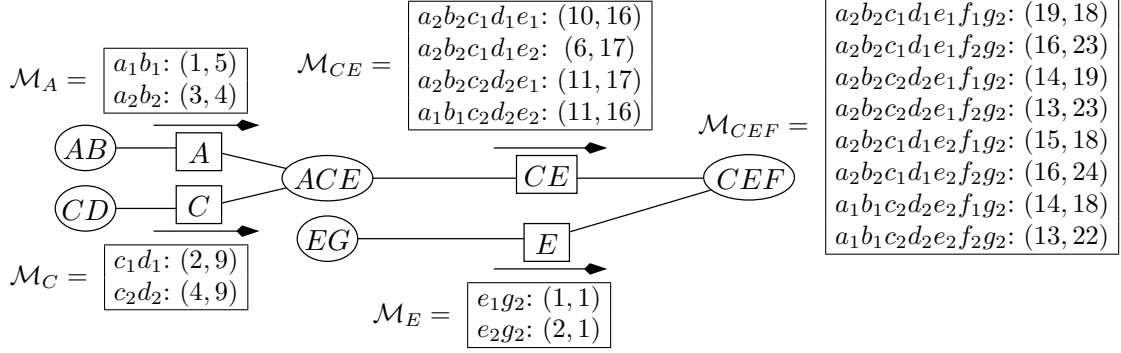 a₂b₂c₁d₁e₁f₁g₂: (19, 18)
a₂b₂c₁d₁e₁f₂g₂: (16, 23)
a₂b₂c₂d₂e₁f₁g₂: (14, 19)
a₂b₂c₂d₂e₁f₂g₂: (13, 23)
a₂b₂c₁d₁e₂f₁g₂: (15, 18)
a₂b₂c₁d₁e₂f₂g₂: (16, 24)
a₁b₁c₂d₂e₂f₁g₂: (14, 18)
a₁b₁c₂d₂e₂f₂g₂: (13, 22)
ℳ_CEF =
a₂b₂c₁d₁e₁: (10, 16)
a₂b₂c₁d₁e₂: (6, 17)
a₂b₂c₂d₂e₁: (11, 17)
a₁b₁c₂d₂e₂: (11, 16)
ℳ_CE =
a₁b₁: (1, 5)
a₂b₂: (3, 4)
ℳ_A =
AB
A
ACE
CE
CEF
CD
C
EG
E
ℳ_C =
c₁d₁: (2, 9)
c₂d₂: (4, 9)
ℳ_E =
e₁g₂: (1, 1)
e₂g₂: (2, 1)